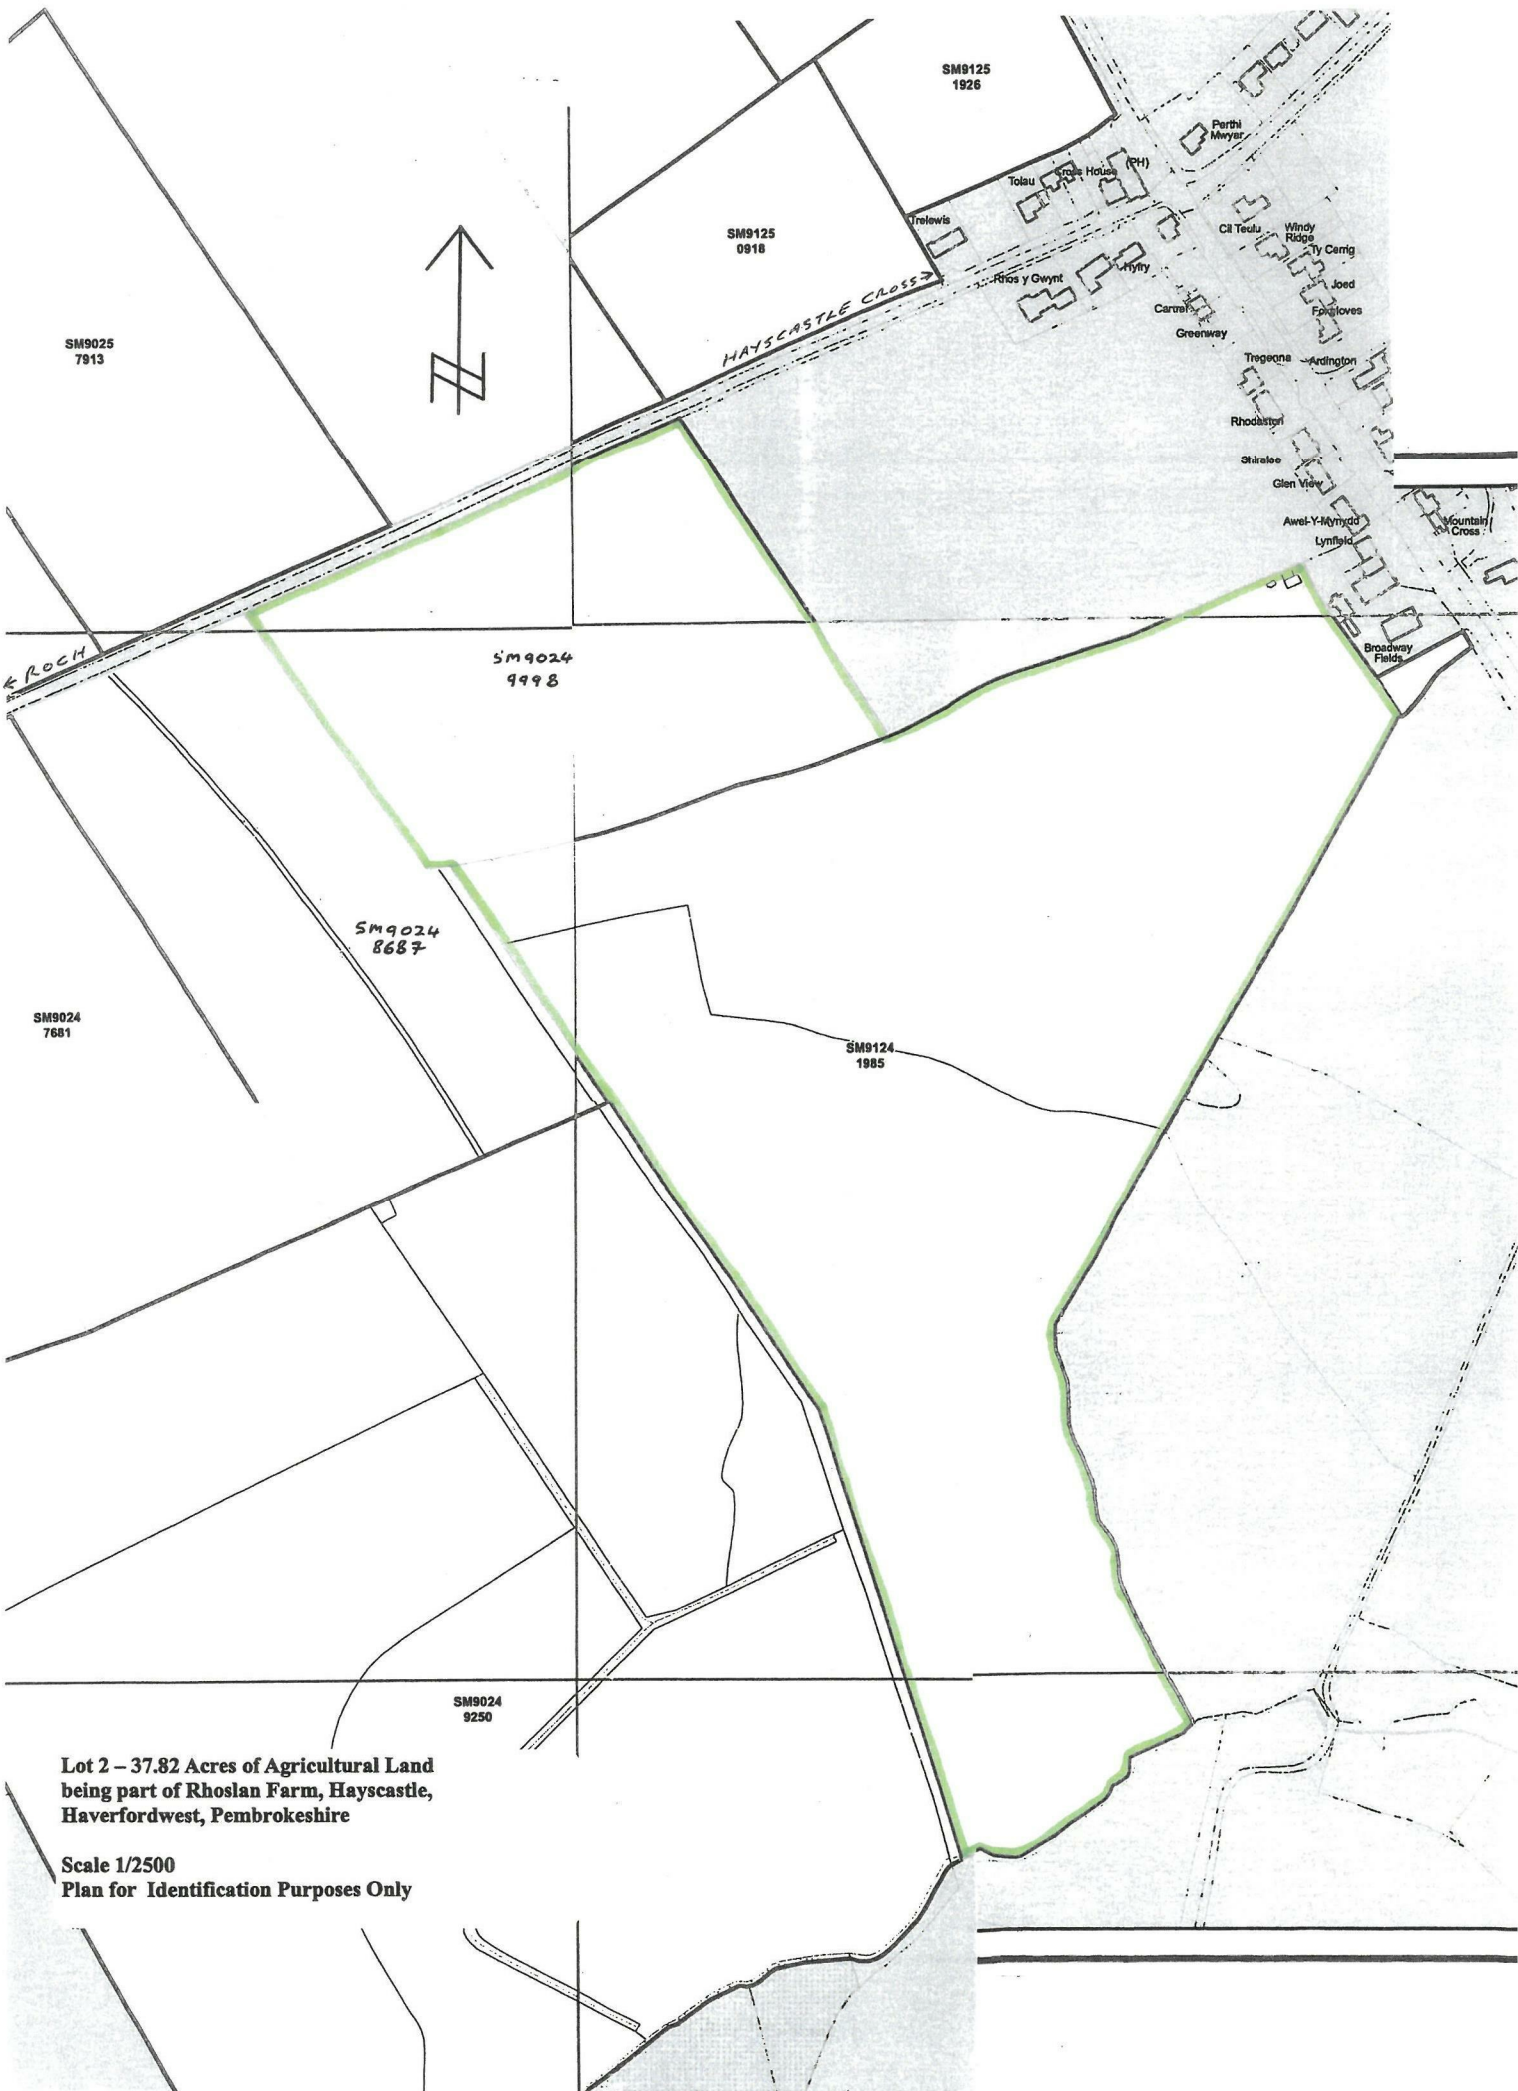 SM9125
1926
Perthi
Mwyar
(PH)
Cross House
Tolau
Trelewis
SM9125
0918
Cil Teulu
Windy
Ridge
Ty Cerrig
Hyfry
Rhos y Gwynt
Joed
Foxgloves
HAYSCASTLE CROSS→
Greenway
SM9025
7913
N
Tregenna
Ardington
Rhodaston
Shiralee
Glen View
Awel-Y-Mynydd
Lynfield
Mountain
Cross
Broadway
Fields
← ROCH
SM9024
9998
SM9024
8687
SM9024
7681
SM9124
1985
SM9024
9250
Lot 2 – 37.82 Acres of Agricultural Land
being part of Rhoslan Farm, Hayscastle,
Haverfordwest, Pembrokeshire
Scale 1/2500
Plan for Identification Purposes Only